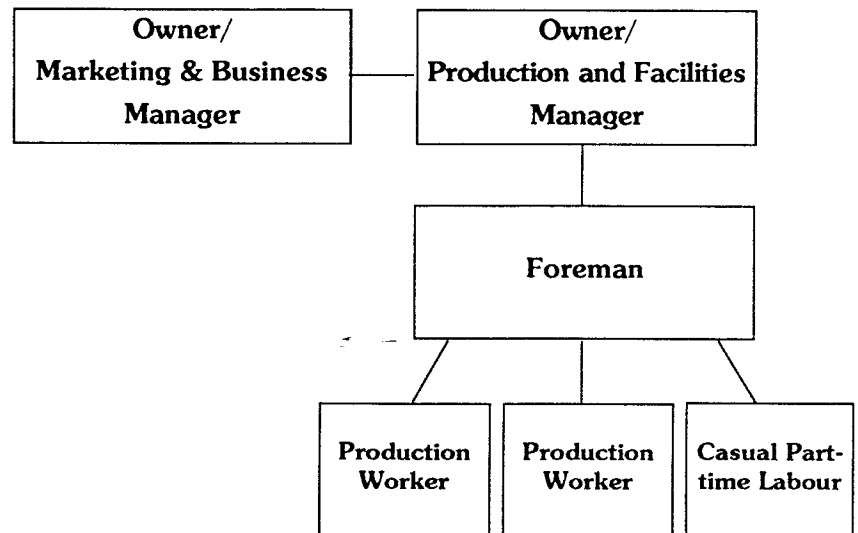 Owner/
Marketing & Business
Manager
Owner/
Production and Facilities
Manager
Foreman
Production
Worker
Production
Worker
Casual Part-
time Labour